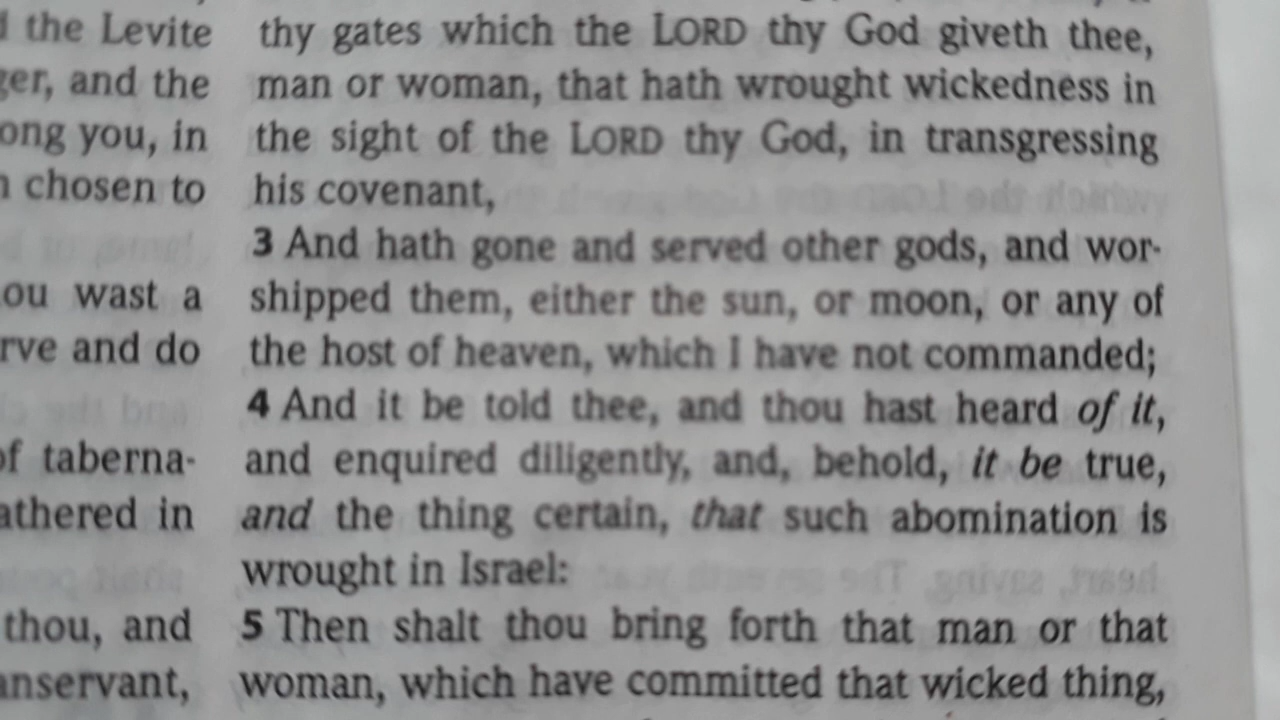 the Levite
and the
you, in
chosen to
ou wast a
rve and do
of taberna-
athered in
thou, and
anservant,
thy gates which the LORD thy God giveth thee,
man or woman, that hath wrought wickedness in
the sight of the LORD thy God, in transgressing
his covenant,
3 And hath gone and served other gods, and wor-
shipped them, either the sun, or moon, or any of
the host of heaven, which I have not commanded;
4 And it be told thee, and thou hast heard of it,
and enquired diligently, and, behold, it be true,
and the thing certain, that such abomination is
wrought in Israel:
5 Then shalt thou bring forth that man or that
woman, which have committed that wicked thing,